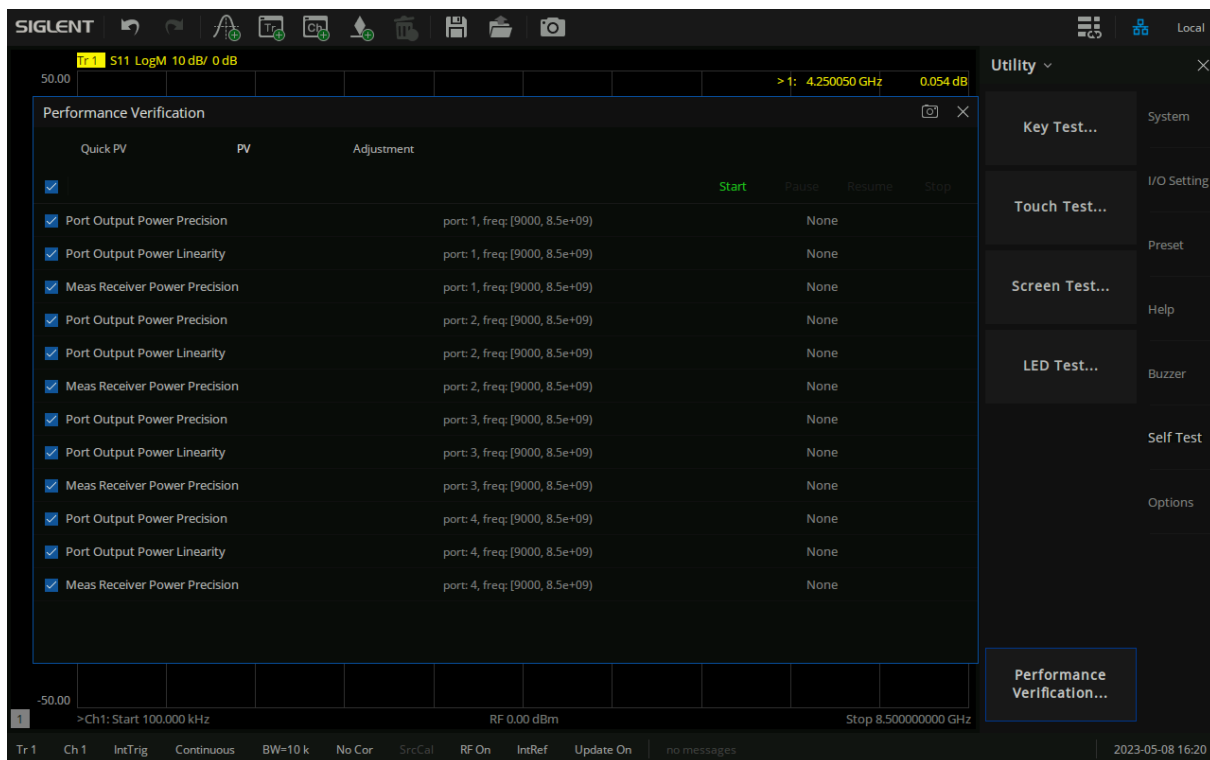 SIGLENT Tr Ch Local
Tr 1 S11 LogM 10 dB/ 0 dB
50.00
> 1: 4.250050 GHz 0.054 dB
Performance Verification
Quick PV PV Adjustment
Start Pause Resume Stop
Port Output Power Precision port: 1, freq: [9000, 8.5e+09) None
Port Output Power Linearity port: 1, freq: [9000, 8.5e+09) None
Meas Receiver Power Precision port: 1, freq: [9000, 8.5e+09) None
Port Output Power Precision port: 2, freq: [9000, 8.5e+09) None
Port Output Power Linearity port: 2, freq: [9000, 8.5e+09) None
Meas Receiver Power Precision port: 2, freq: [9000, 8.5e+09) None
Port Output Power Precision port: 3, freq: [9000, 8.5e+09) None
Port Output Power Linearity port: 3, freq: [9000, 8.5e+09) None
Meas Receiver Power Precision port: 3, freq: [9000, 8.5e+09) None
Port Output Power Precision port: 4, freq: [9000, 8.5e+09) None
Port Output Power Linearity port: 4, freq: [9000, 8.5e+09) None
Meas Receiver Power Precision port: 4, freq: [9000, 8.5e+09) None
-50.00
1 >Ch1: Start 100.000 kHz RF 0.00 dBm Stop 8.500000000 GHz
Utility
Key Test...
Touch Test...
Screen Test...
LED Test...
Performance
Verification...
System
I/O Setting
Preset
Help
Buzzer
Self Test
Options
Tr 1 Ch 1 IntTrig Continuous BW=10 k No Cor SrcCal RF On IntRef Update On no messages 2023-05-08 16:20